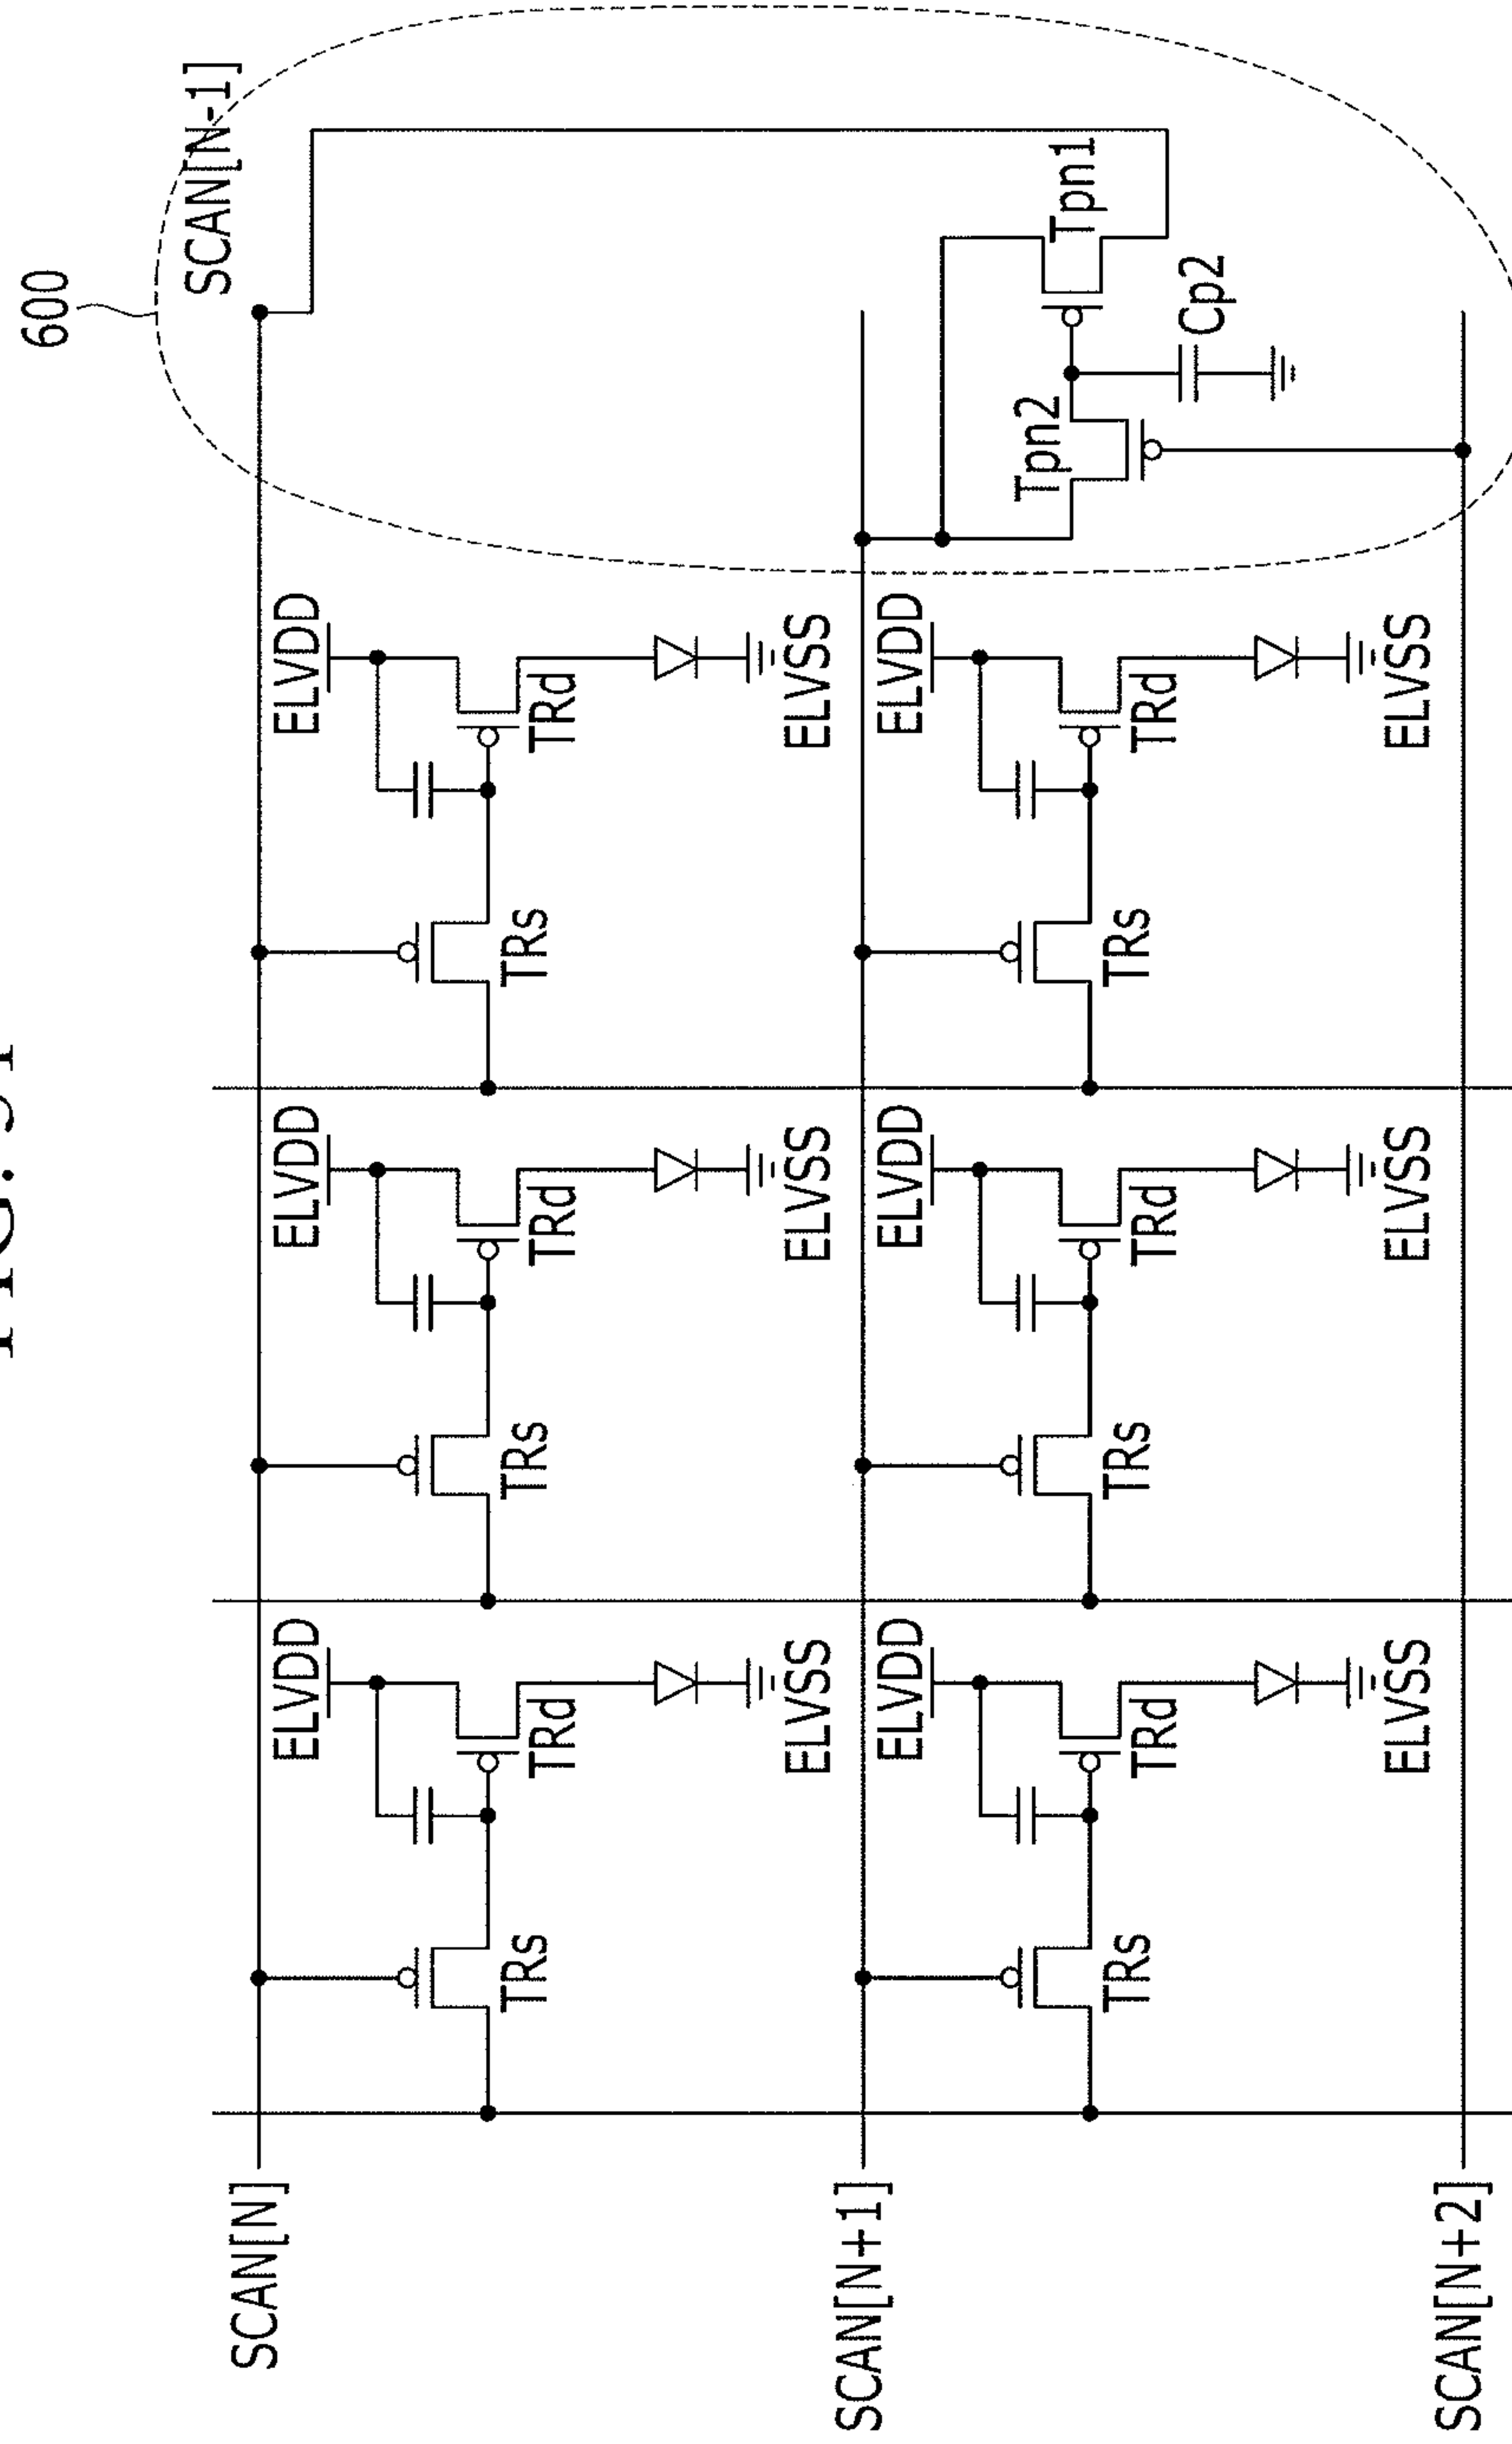 600
SCAN[N-1]
SCAN[N]
ELVDD
ELVDD
ELVDD
TRs
TRd
TRs
TRd
TRs
TRd
ELVSS
ELVSS
ELVSS
SCAN[N+1]
ELVDD
ELVDD
ELVDD
Tpn2
Tpn1
TRs
TRd
TRs
TRd
TRs
TRd
Cp2
ELVSS
ELVSS
ELVSS
SCAN[N+2]